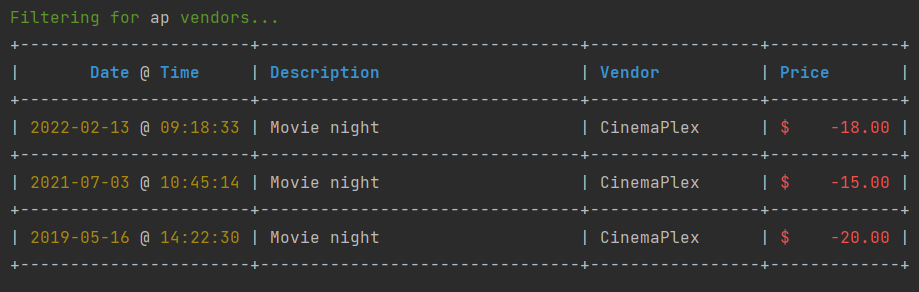 Filtering for ap vendors...
+-----------------------+--------------------------------+-----------------+-------------+
|       Date @ Time     | Description                    | Vendor          | Price       |
+-----------------------+--------------------------------+-----------------+-------------+
| 2022-02-13 @ 09:18:33 | Movie night                    | CinemaPlex      | $    -18.00 |
+-----------------------+--------------------------------+-----------------+-------------+
| 2021-07-03 @ 10:45:14 | Movie night                    | CinemaPlex      | $    -15.00 |
+-----------------------+--------------------------------+-----------------+-------------+
| 2019-05-16 @ 14:22:30 | Movie night                    | CinemaPlex      | $    -20.00 |
+-----------------------+--------------------------------+-----------------+-------------+